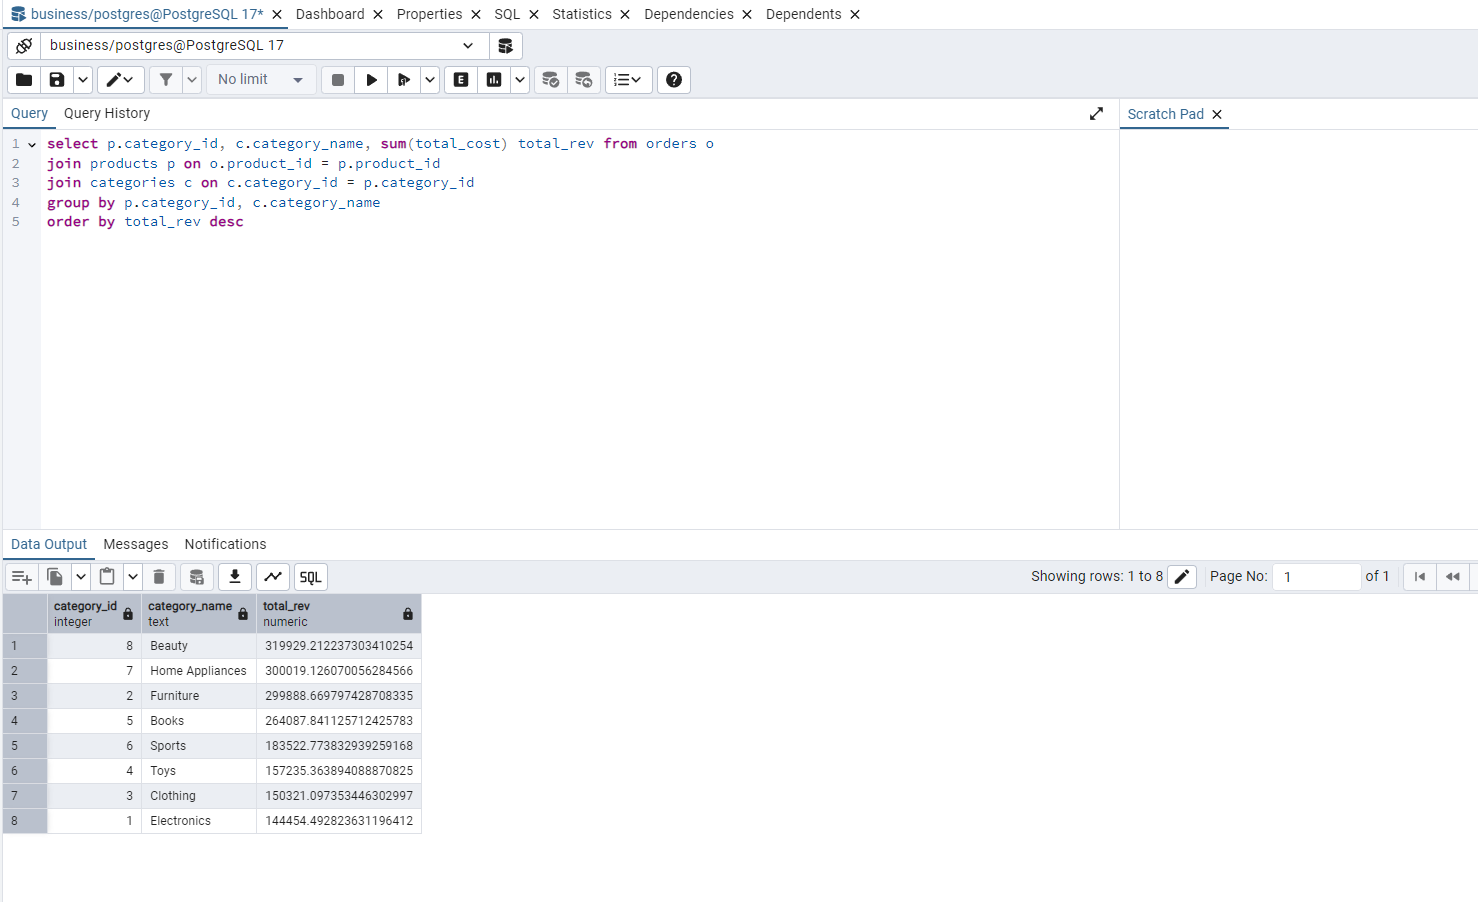 business/postgres@PostgreSQL 17* Dashboard Properties SQL Statistics Dependencies Dependents
business/postgres@PostgreSQL 17
No limit E
Query Query History Scratch Pad
1 select p.category_id, c.category_name, sum(total_cost) total_rev from orders o
2 join products p on o.product_id = p.product_id
3 join categories c on c.category_id = p.category_id
4 group by p.category_id, c.category_name
5 order by total_rev desc
Data Output Messages Notifications
SQL Showing rows: 1 to 8 Page No: 1 of 1
category_id category_name total_rev
integer text numeric
1 8 Beauty 319929.212237303410254
2 7 Home Appliances 300019.126070056284566
3 2 Furniture 299888.669797428708335
4 5 Books 264087.841125712425783
5 6 Sports 183522.773832939259168
6 4 Toys 157235.363894088870825
7 3 Clothing 150321.097353446302997
8 1 Electronics 144454.492823631196412